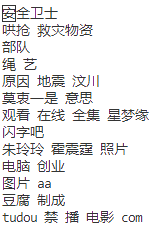 安全卫士
哄抢 救灾物资
部队
绳 艺
原因 地震 汶川
莫衷一是 意思
观看 在线 全集 星梦缘
闪字吧
朱玲玲 霍震霆 照片
电脑 创业
图片 aa
豆腐 制成
tudou 禁 播 电影 com